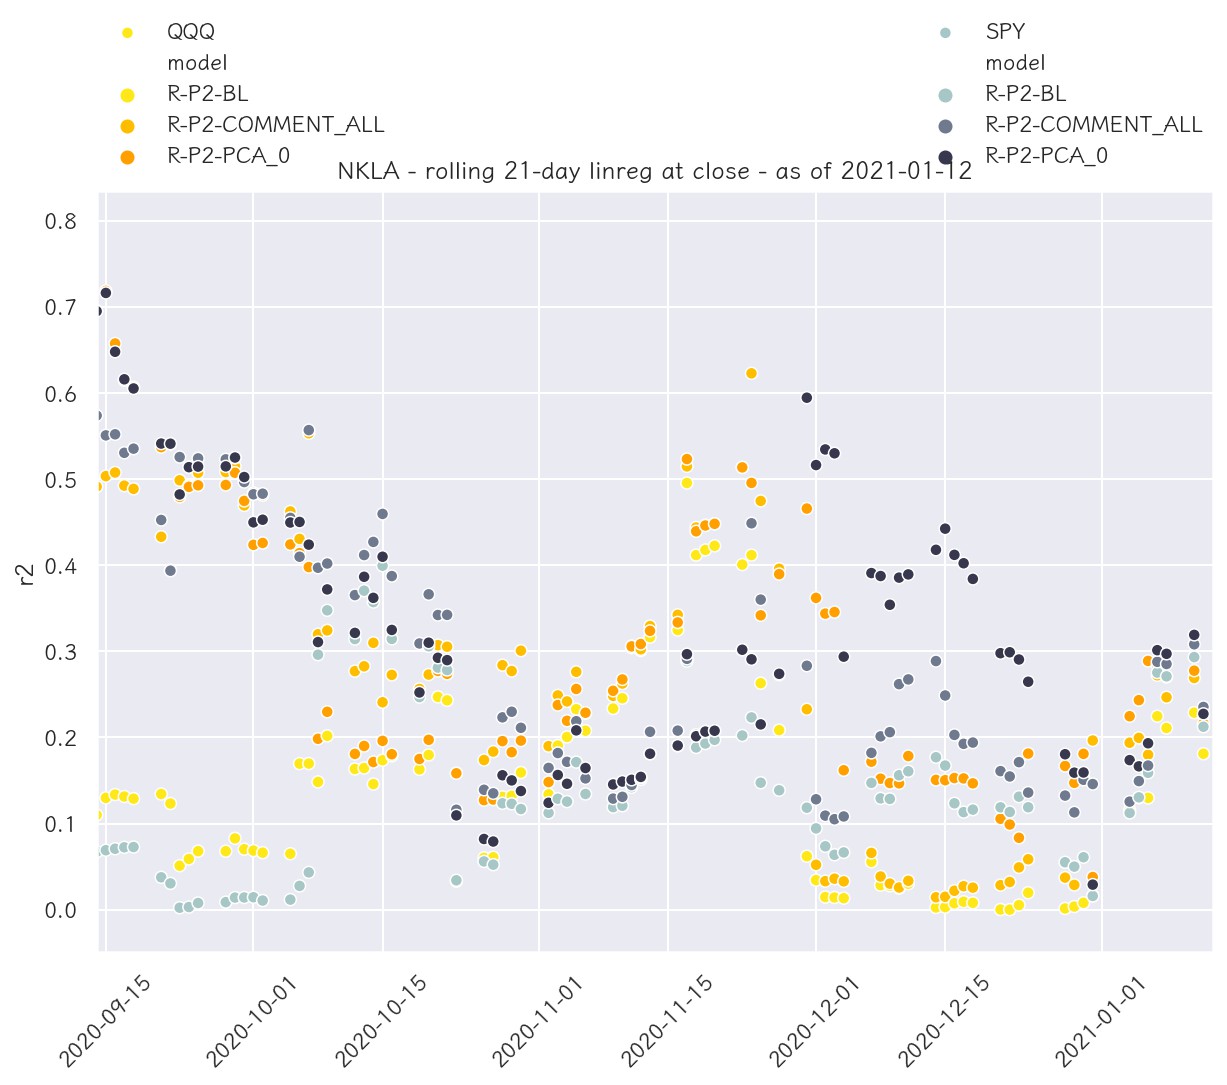 QQQ
model
R-P2-BL
R-P2-COMMENT_ALL
R-P2-PCA_0
SPY
model
R-P2-BL
R-P2-COMMENT_ALL
R-P2-PCA_0
NKLA - rolling 21-day linreg at close - as of 2021-01-12
r2
0.8
0.7
0.6
0.5
0.4
0.3
0.2
0.1
0.0
2020-09-15
2020-10-01
2020-10-15
2020-11-01
2020-11-15
2020-12-01
2020-12-15
2021-01-01